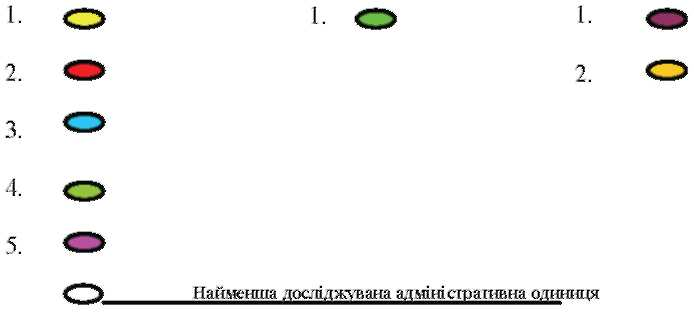 1. 1. 1.
2. 2.
3.
4.
5.
Найменша досліджувана адміністративна одиниця